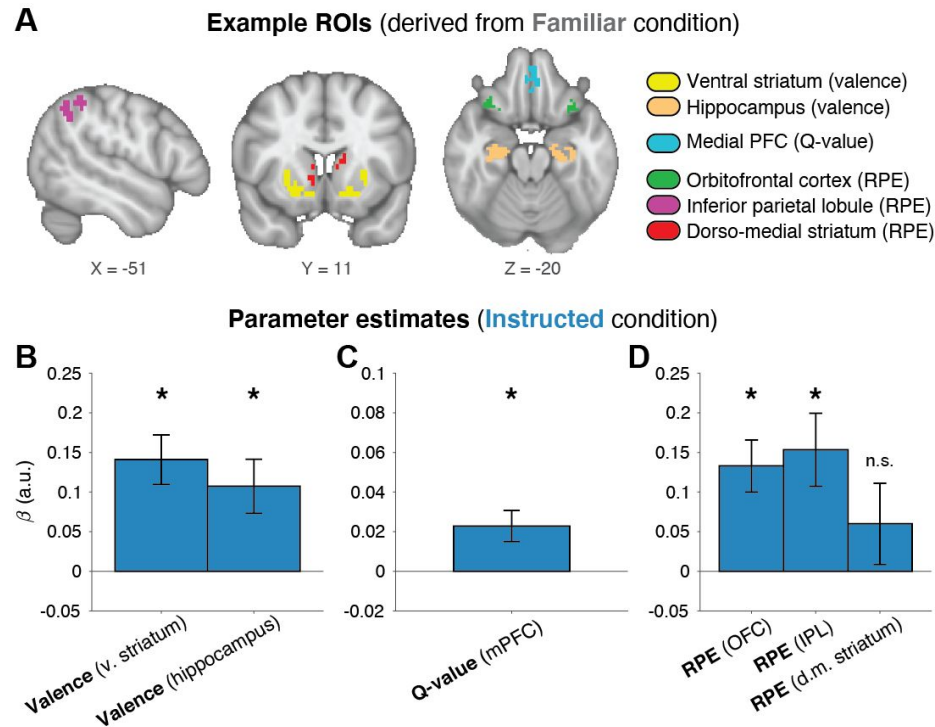 A
Example ROIs (derived from Familiar condition)
Ventral striatum (valence)
Hippocampus (valence)
Medial PFC (Q-value)
Orbitofrontal cortex (RPE)
Inferior parietal lobule (RPE)
Dorso-medial striatum (RPE)
X = -51
Y = 11
Z = -20
Parameter estimates (Instructed condition)
B
β (a.u.)
0.25
0.2
0.15
0.1
0.05
0
-0.05
*
*
Valence (v. striatum)
Valence (hippocampus)
C
0.1
0.08
0.06
0.04
0.02
0
-0.02
*
Q-value (mPFC)
D
0.25
0.2
0.15
0.1
0.05
0
-0.05
*
*
n.s.
RPE (OFC)
RPE (IPL)
RPE (d.m. striatum)